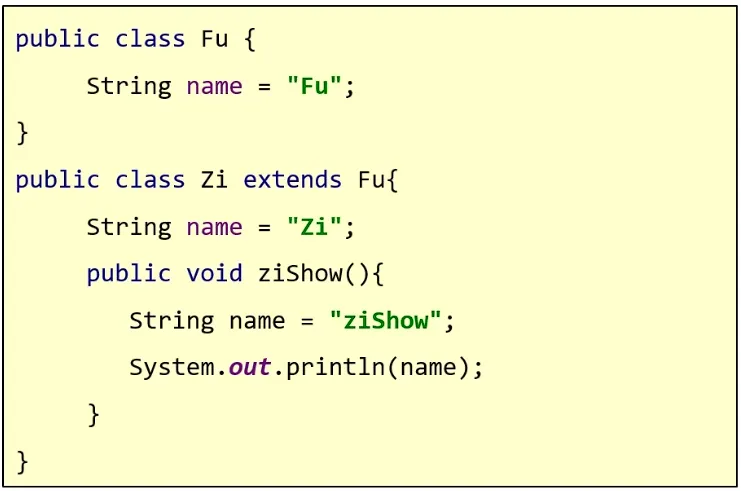 public class Fu {
String name = "Fu";
}
public class Zi extends Fu{
String name = "Zi";
public void ziShow(){
String name = "ziShow";
System.out.println(name);
}
}